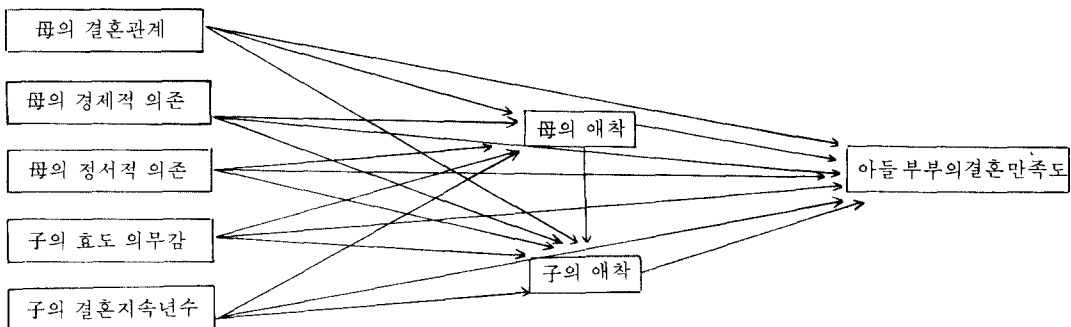 母의 결혼관계
母의 경제적 의존
母의 애착
母의 정서적 의존
아들 부부의결혼만족도
子의 효도 의무감
子의 애착
子의 결혼지속년수